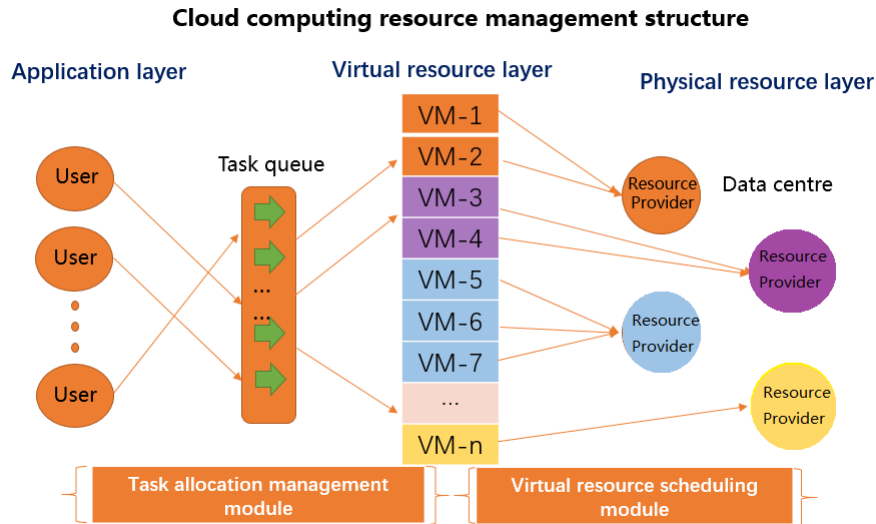 Cloud computing resource management structure
Application layer
Virtual resource layer
Physical resource layer
Task queue
User
User
User
...
...
VM-1
VM-2
VM-3
VM-4
VM-5
VM-6
VM-7
...
VM-n
Resource
Provider
Data centre
Resource
Provider
Resource
Provider
Resource
Provider
Task allocation management
module
Virtual resource scheduling
module